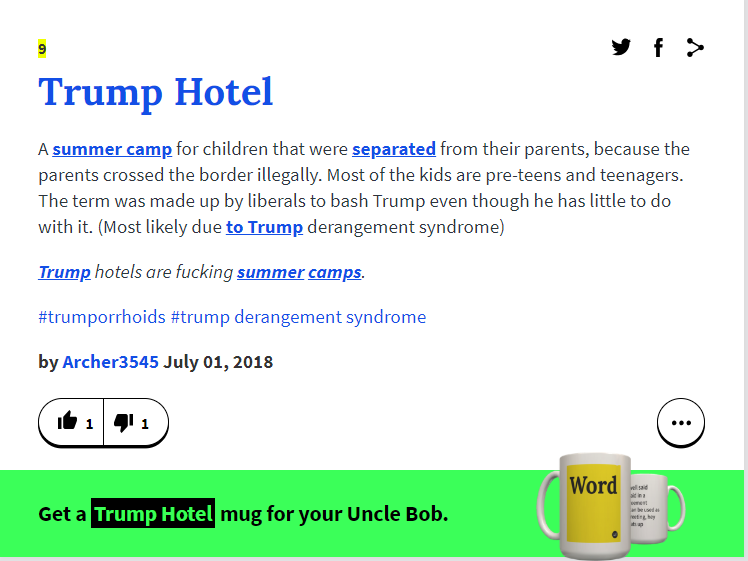 9
Trump Hotel
A summer camp for children that were separated from their parents, because the
parents crossed the border illegally. Most of the kids are pre-teens and teenagers.
The term was made up by liberals to bash Trump even though he has little to do
with it. (Most likely due to Trump derangement syndrome)
Trump hotels are fucking summer camps.
#trumporrhoids #trump derangement syndrome
by Archer3545 July 01, 2018
1 1
Get a Trump Hotel mug for your Uncle Bob.
Word